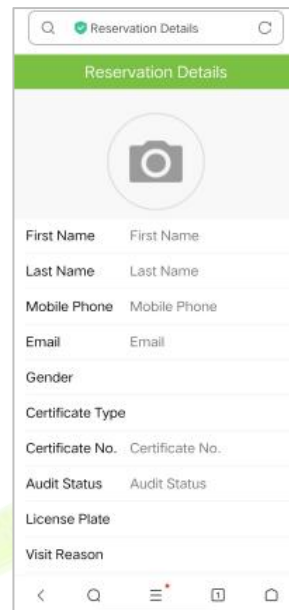 Reservation Details
Reservation Details
First Name First Name
Last Name Last Name
Mobile Phone Mobile Phone
Email Email
Gender
Certificate Type
Certificate No. Certificate No.
Audit Status Audit Status
License Plate
Visit Reason
1